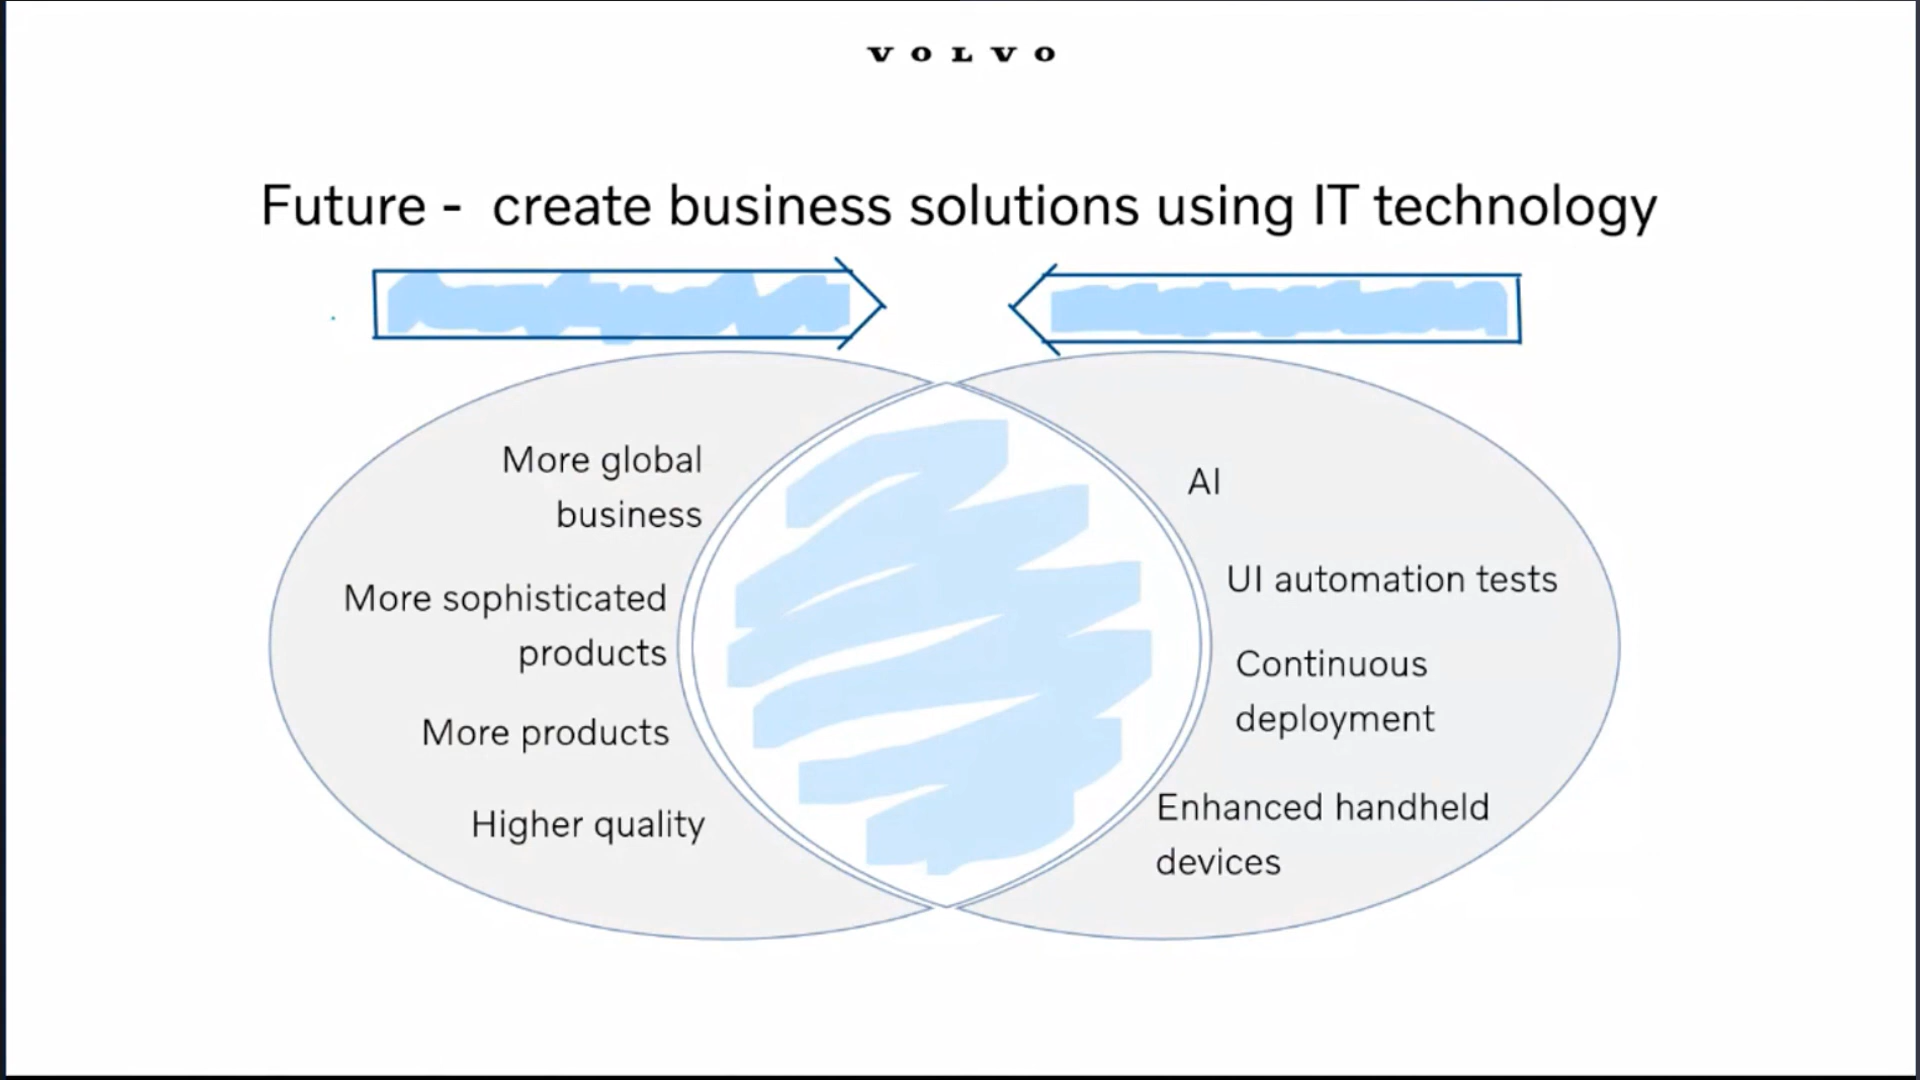 VOLVO
Future - create business solutions using IT technology
More global
business
More sophisticated
products
More products
Higher quality
AI
UI automation tests
Continuous
deployment
Enhanced handheld
devices